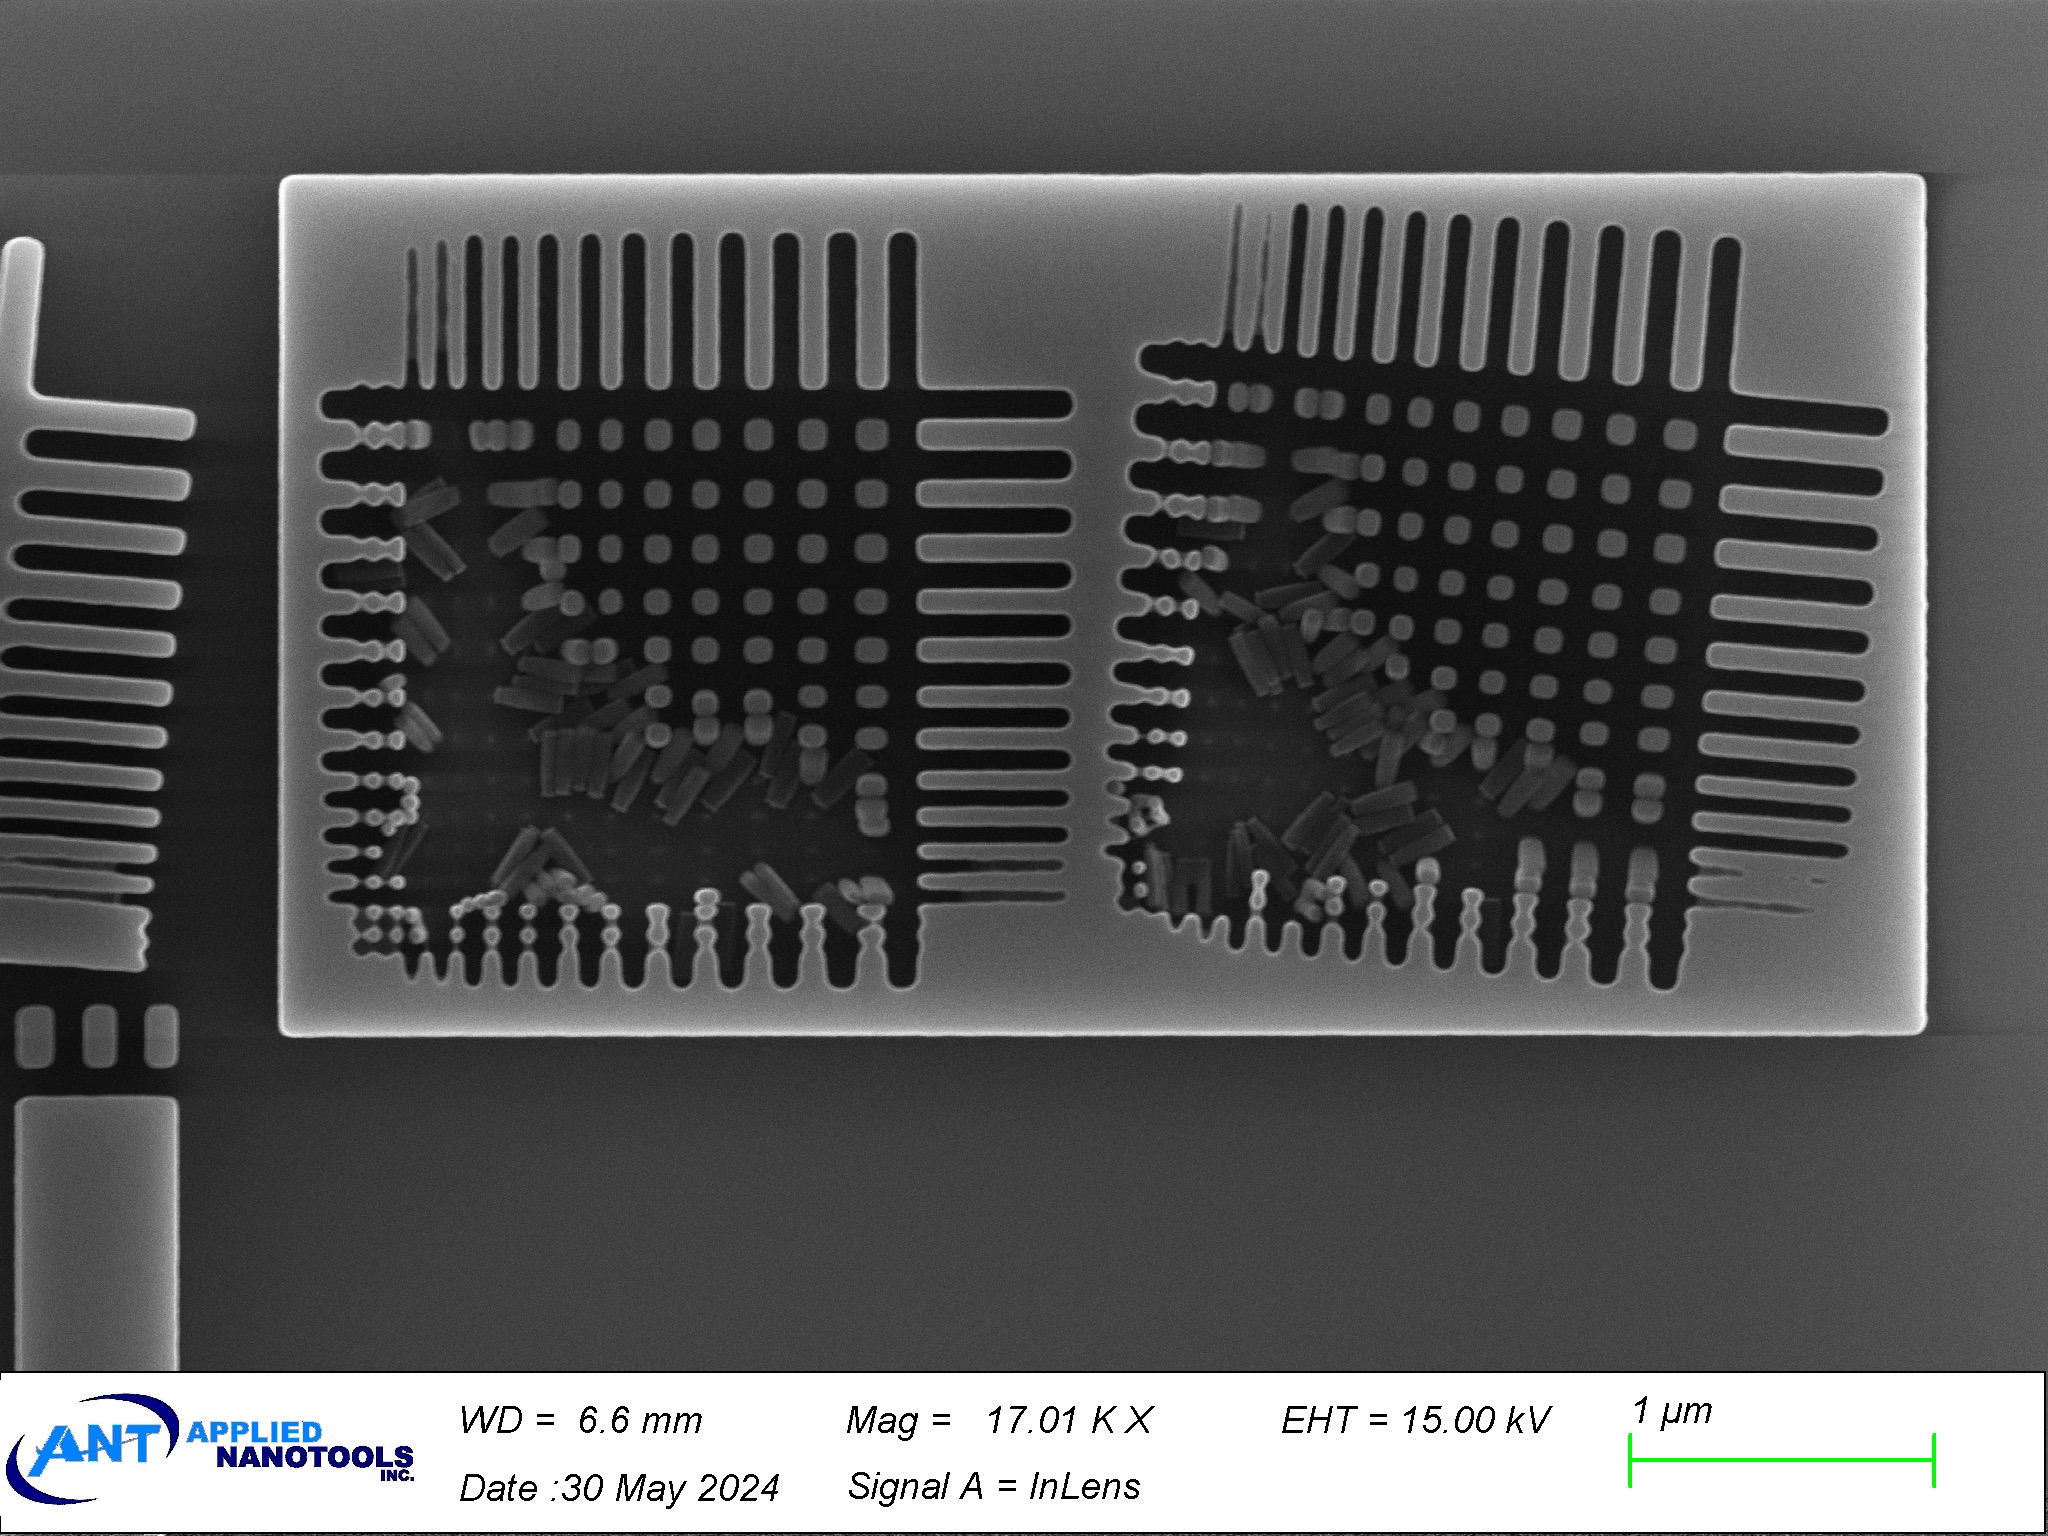 ANT APPLIED NANOTOOLS INC.
WD = 6.6 mm Mag = 17.01 K X EHT = 15.00 kV 1 µm
Date :30 May 2024 Signal A = InLens